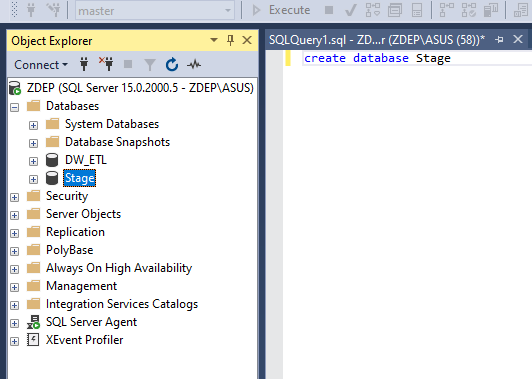 master
Execute
Object Explorer
SQLQuery1.sql - ZD...r (ZDEP\ASUS (58))*
Connect
create database Stage
ZDEP (SQL Server 15.0.2000.5 - ZDEP\ASUS)
Databases
System Databases
Database Snapshots
DW_ETL
Stage
Security
Server Objects
Replication
PolyBase
Always On High Availability
Management
Integration Services Catalogs
SQL Server Agent
XEvent Profiler